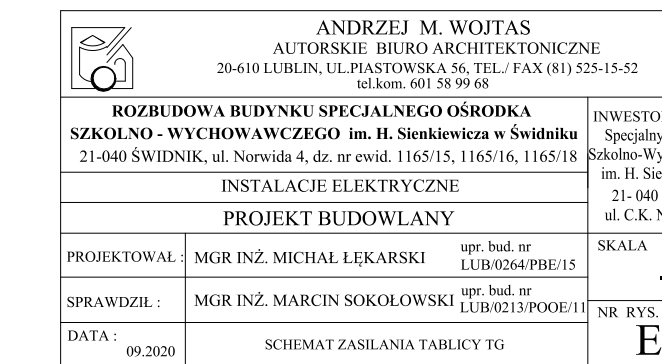 ANDRZEJ M. WOJTAS
AUTORSKIE BIURO ARCHITEKTONICZNE
20-610 LUBLIN, UL.PIASTOWSKA 56, TEL./ FAX (81) 525-15-52
tel.kom. 601 58 99 68
ROZBUDOWA BUDYNKU SPECJALNEGO OŚRODKA
SZKOLNO - WYCHOWAWCZEGO im. H. Sienkiewicza w Świdniku
21-040 ŚWIDNIK, ul. Norwida 4, dz. nr ewid. 1165/15, 1165/16, 1165/18
INSTALACJE ELEKTRYCZNE
PROJEKT BUDOWLANY
PROJEKTOWAŁ :
MGR INŻ. MICHAŁ ŁĘKARSKI
upr. bud. nr
LUB/0264/PBE/15
SPRAWDZIŁ :
MGR INŻ. MARCIN SOKOŁOWSKI
upr. bud. nr
LUB/0213/POOE/11
DATA :
09.2020
SCHEMAT ZASILANIA TABLICY TG
INWESTO
Specjalny
Szkolno-Wy
im. H. Sie
21- 040
ul. C.K. N
SKALA
NR RYS.
E